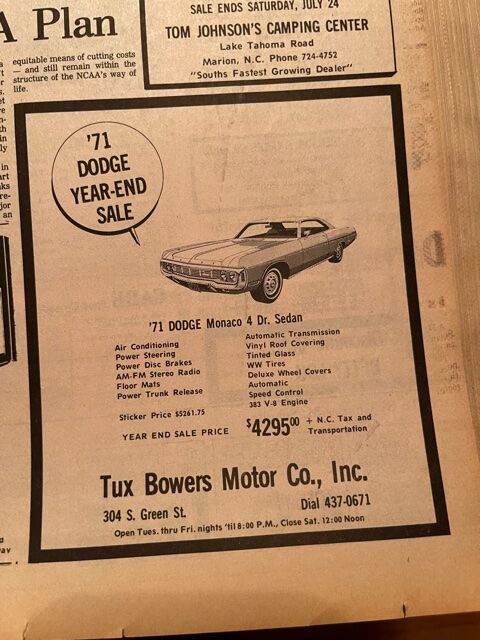 A Plan
equitable means of cutting costs
— and still remain within the
structure of the NCAA's way of
life.
SALE ENDS SATURDAY, JULY 24
TOM JOHNSON'S CAMPING CENTER
Lake Tahoma Road
Marion, N.C. Phone 724-4752
"Souths Fastest Growing Dealer"
'71
DODGE
YEAR-END
SALE
'71 DODGE Monaco 4 Dr. Sedan
Air Conditioning
Power Steering
Power Disc Brakes
AM-FM Stereo Radio
Floor Mats
Power Trunk Release
Automatic Transmission
Vinyl Roof Covering
Tinted Glass
WW Tires
Deluxe Wheel Covers
Automatic
Speed Control
383 V-8 Engine
Sticker Price $5261.75
YEAR END SALE PRICE $429500 + N.C. Tax and
Transportation
Tux Bowers Motor Co., Inc.
304 S. Green St. Dial 437-0671
Open Tues. thru Fri. nights 'til 8:00 P.M., Close Sat. 12:00 Noon